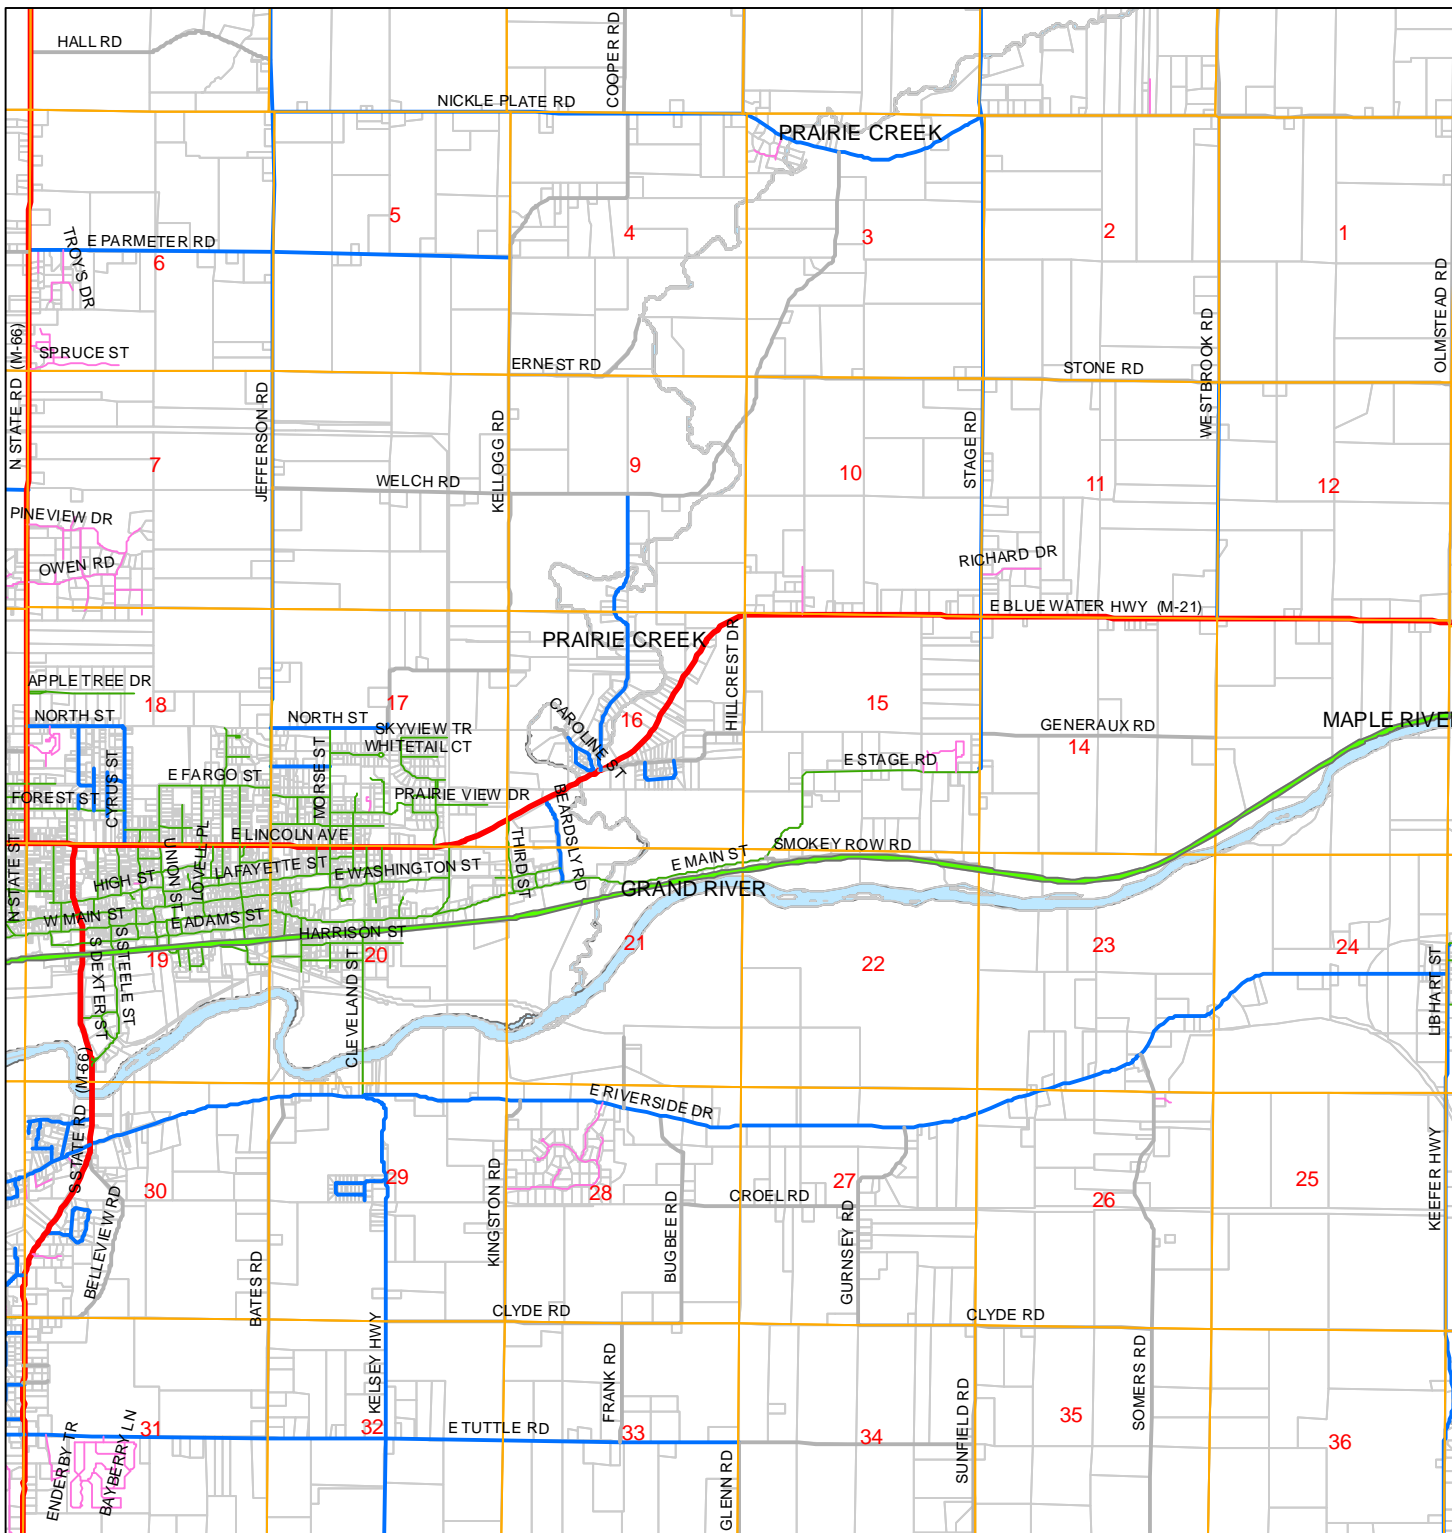 HALL RD
COOPER RD
NICKLE PLATE RD
PRAIRIE CREEK
5
4
3
2
1
E PARMETER RD
6
TROY'S DR
OLMSTEAD RD
N STATE RD (M-66)
SPRUCE ST
ERNEST RD
STONE RD
WESTBROOK RD
JEFFERSON RD
KELLOGG RD
STAGE RD
7
9
10
11
12
WELCH RD
PINEVIEW DR
OWEN RD
RICHARD DR
E BLUE WATER HWY (M-21)
PRAIRIE CREEK
HILLCREST DR
APPLE TREE DR
18
17
16
15
NORTH ST
NORTH ST
SKYVIEW TR
WHITETAIL CT
CAROLINE ST
GENERAUX RD
14
MAPLE RIVER
CYRUS ST
MORSE ST
E FARGO ST
E STAGE RD
FOREST ST
PRAIRIE VIEW DR
BEARDSLY RD
E LINCOLN AVE
N STATE ST
UNION ST
LOVELL PL
LAFAYETTE ST
HIGH ST
E WASHINGTON ST
THIRD ST
E MAIN ST
SMOKEY ROW RD
GRAND RIVER
W MAIN ST
E ADAMS ST
HARRISON ST
19
20
21
22
23
24
S DEXTER ST
S STEELE ST
CLEVELAND ST
LIBHART ST
S STATE RD (M-66)
E RIVERSIDE DR
KEEFER HWY
30
29
28
27
26
25
BELLEVIEW RD
KINGSTON RD
BUGBEE RD
CROEL RD
GURNSEY RD
BATES RD
CLYDE RD
CLYDE RD
KELSEY HWY
FRANK RD
SOMERS RD
SUNFIELD RD
31
32
E TUTTLE RD
33
34
35
36
ENDERBY TR
BAYBERRY LN
GLENN RD